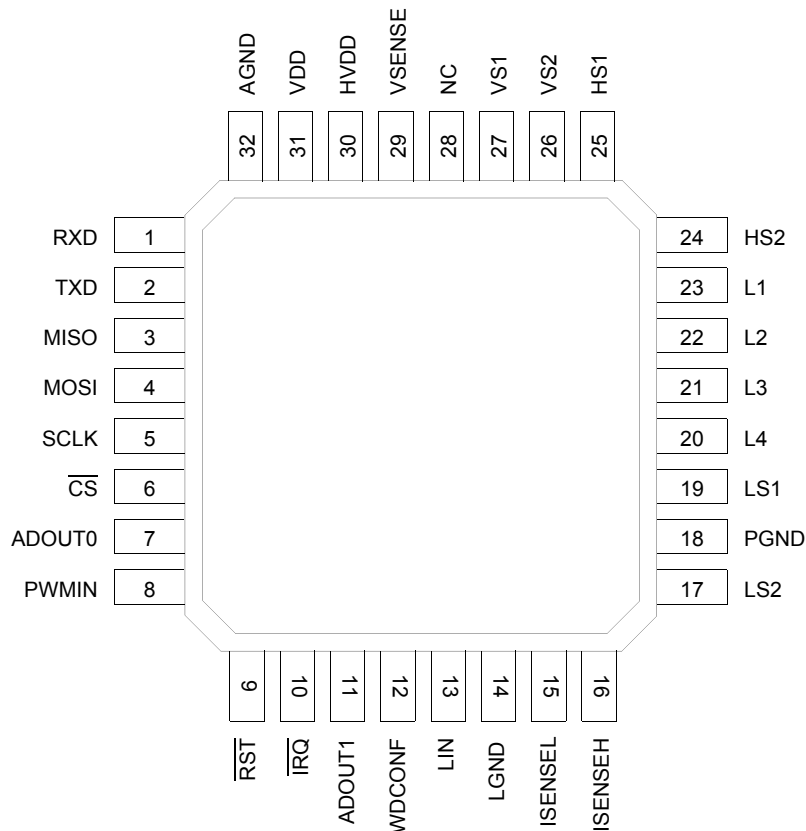 AGND
VDD
HVDD
VSENSE
NC
VS1
VS2
HS1
32
31
30
29
28
27
26
25
RXD 1
TXD 2
MISO 3
MOSI 4
SCLK 5
CS 6
ADOUT0 7
PWMIN 8
24 HS2
23 L1
22 L2
21 L3
20 L4
19 LS1
18 PGND
17 LS2
9
10
11
12
13
14
15
16
RST
IRQ
ADOUT1
WDCONF
LIN
LGND
ISENSEL
ISENSEH